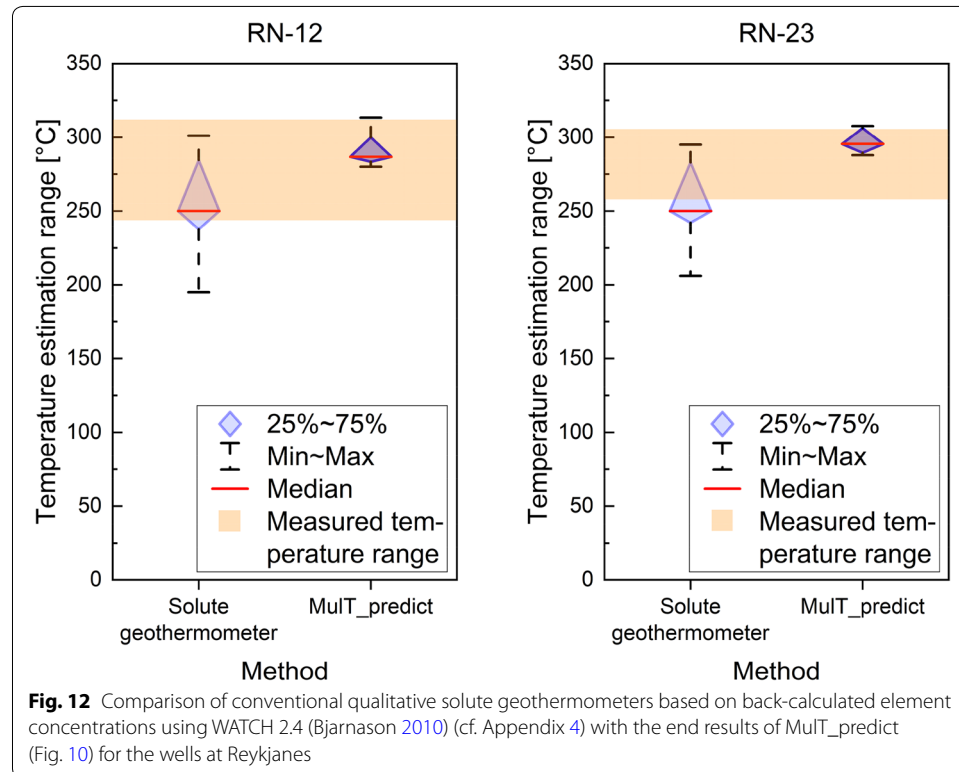 RN-12
Temperature estimation range [°C]
350
300
250
200
150
100
50
0
25%~75%
Min~Max
Median
Measured tem-
perature range
Solute
geothermometer
MulT_predict
Method
RN-23
Temperature estimation range [°C]
350
300
250
200
150
100
50
0
25%~75%
Min~Max
Median
Measured tem-
perature range
Solute
geothermometer
MulT_predict
Method
Fig. 12 Comparison of conventional qualitative solute geothermometers based on back-calculated element
concentrations using WATCH 2.4 (Bjarnason 2010) (cf. Appendix 4) with the end results of MulT_predict
(Fig. 10) for the wells at Reykjanes